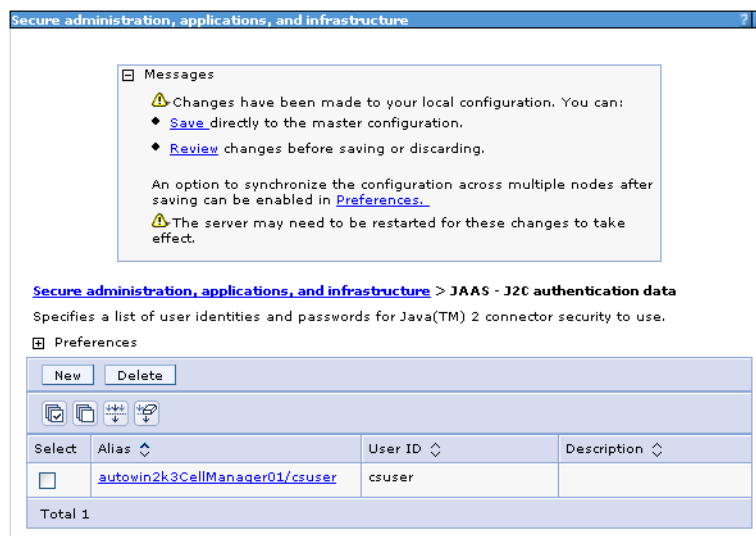 Secure administration, applications, and infrastructure ?
Messages
Changes have been made to your local configuration. You can:
Save directly to the master configuration.
Review changes before saving or discarding.
An option to synchronize the configuration across multiple nodes after
saving can be enabled in Preferences.
The server may need to be restarted for these changes to take
effect.
Secure administration, applications, and infrastructure > JAAS - J2C authentication data
Specifies a list of user identities and passwords for Java(TM) 2 connector security to use.
Preferences
New Delete
Select Alias User ID Description
autowin2k3CellManager01/csuser csuser
Total 1